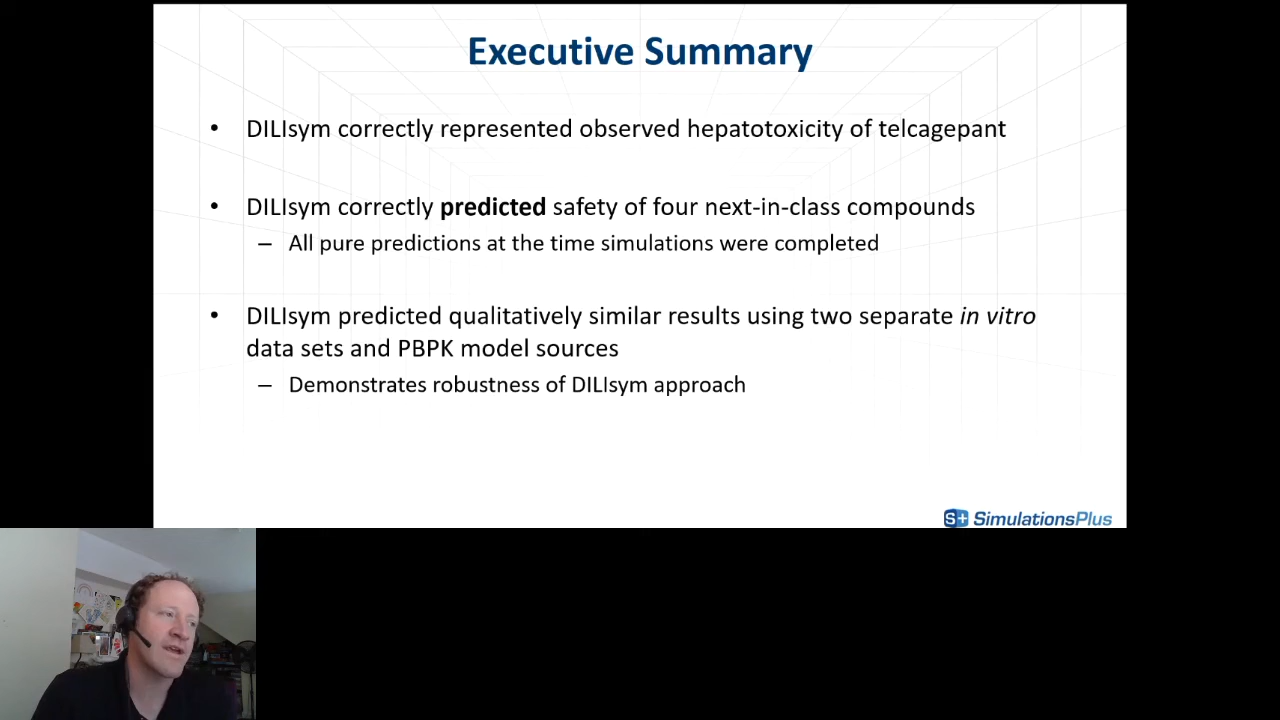 Executive Summary
• DILIsym correctly represented observed hepatotoxicity of telcagepant
• DILIsym correctly predicted safety of four next-in-class compounds
– All pure predictions at the time simulations were completed
• DILIsym predicted qualitatively similar results using two separate in vitro
data sets and PBPK model sources
– Demonstrates robustness of DILIsym approach
S+ SimulationsPlus